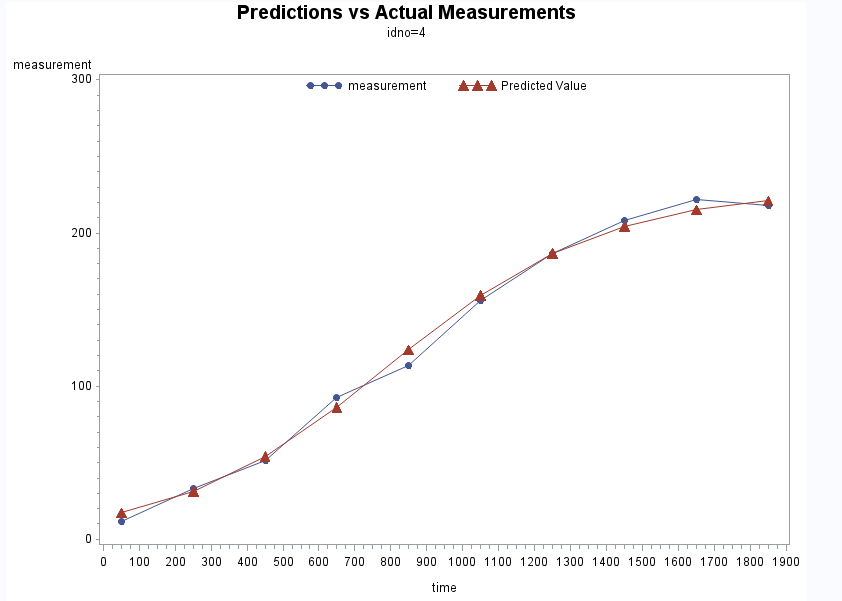 Predictions vs Actual Measurements
idno=4
measurement
measurement Predicted Value
300
200
100
0
0 100 200 300 400 500 600 700 800 900 1000 1100 1200 1300 1400 1500 1600 1700 1800 1900
time